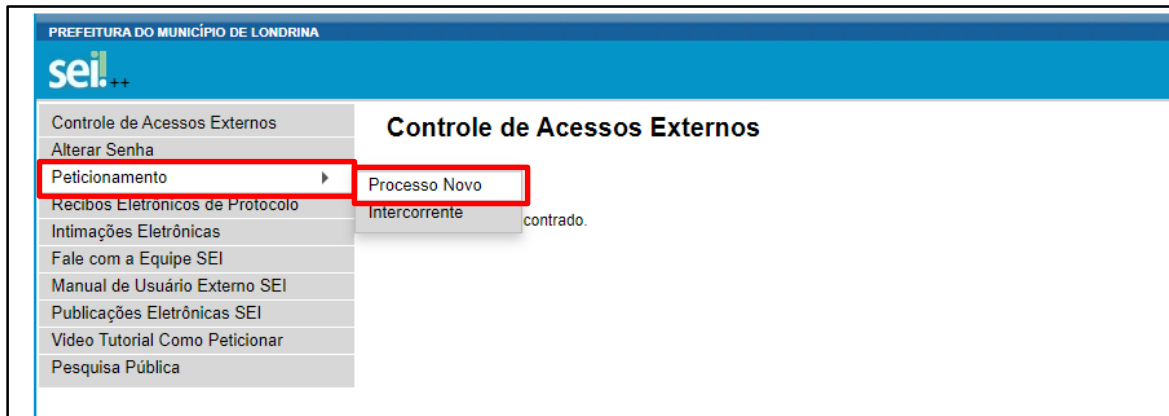 PREFEITURA DO MUNICÍPIO DE LONDRINA
sei! ++
Controle de Acessos Externos
Alterar Senha
Peticionamento
Recibos Eletrônicos de Protocolo
Intimações Eletrônicas
Fale com a Equipe SEI
Manual de Usuário Externo SEI
Publicações Eletrônicas SEI
Video Tutorial Como Peticionar
Pesquisa Pública
Controle de Acessos Externos
Processo Novo
Intercorrente
contrado.